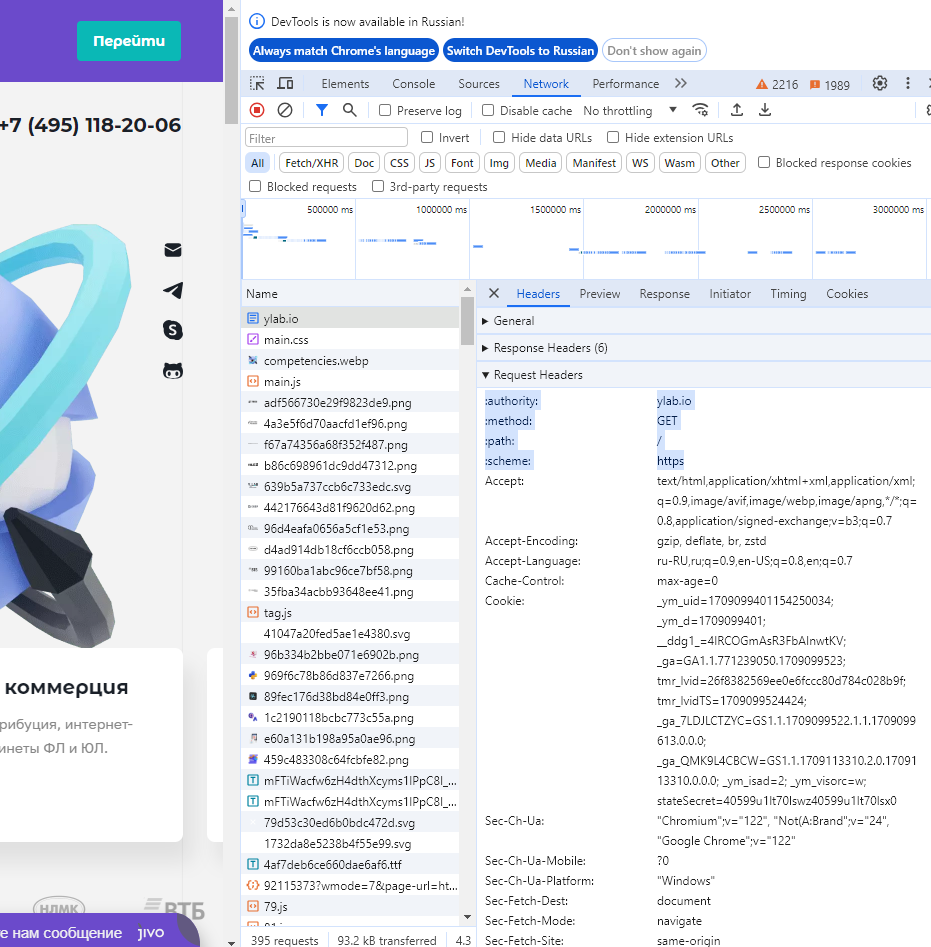 Перейти
+7 (495) 118-20-06
коммерция
рибуция, интернет-
инеты ФЛ и ЮЛ.
НЛМК
ВТБ
те нам сообщение jivo
DevTools is now available in Russian!
Always match Chrome's language Switch DevTools to Russian Don't show again
Elements Console Sources Network Performance 2216 1989
Preserve log Disable cache No throttling
Filter Invert Hide data URLs Hide extension URLs
All Fetch/XHR Doc CSS JS Font Img Media Manifest WS Wasm Other Blocked response cookies
Blocked requests 3rd-party requests
500000 ms 1000000 ms 1500000 ms 2000000 ms 2500000 ms 3000000 ms
Name
ylab.io
main.css
competencies.webp
main.js
adf566730e29f9823de9.png
4a3e5f6d70aacfd1ef96.png
f67a74356a68f352f487.png
b86c698961dc9dd47312.png
639b5a737ccb6c733edc.svg
442176643d81f9620d62.png
96d4eafa0656a5cf1e53.png
d4ad914db18cf6ccb058.png
99160ba1abc96ce7bf58.png
35fba34acbb93648ee41.png
tag.js
41047a20fed5ae1e4380.svg
96b334b2bbe071e6902b.png
969f6c78b86d837e7266.png
89fec176d38bd84e0ff3.png
1c2190118bcbc773c55a.png
e60a131b198a95a0ae96.png
459c483308c64fcbfe82.png
mFTiWacfw6zH4dthXcyms1lPpC8I_...
mFTiWacfw6zH4dthXcyms1lPpC8I_...
79d53c30ed6b0bdc472d.svg
1732da8e5238b4f55e99.svg
4af7deb6ce660dae6af6.ttf
92115373?wmode=7&page-url=ht...
79.js
395 requests 93.2 kB transferred 4.3
Headers Preview Response Initiator Timing Cookies
General
Response Headers (6)
Request Headers
:authority: ylab.io
:method: GET
:path: /
:scheme: https
Accept: text/html,application/xhtml+xml,application/xml;
q=0.9,image/avif,image/webp,image/apng,*/*;q=
0.8,application/signed-exchange;v=b3;q=0.7
Accept-Encoding: gzip, deflate, br, zstd
Accept-Language: ru-RU,ru;q=0.9,en-US;q=0.8,en;q=0.7
Cache-Control: max-age=0
Cookie: _ym_uid=1709099401154250034;
_ym_d=1709099401;
__ddg1_=4IRCOGmAsR3FbAlnwtKV;
_ga=GA1.1.771239050.1709099523;
tmr_lvid=26f8382569ee0e6fccc80d784c028b9f;
tmr_lvidTS=1709099524424;
_ga_7LDJLCTZYC=GS1.1.1709099522.1.1.1709099
613.0.0.0;
_ga_QMK9L4CBCW=GS1.1.1709113310.2.0.17091
13310.0.0.0; _ym_isad=2; _ym_visorc=w;
stateSecret=40599u1lt70lswz40599u1lt70lsx0
Sec-Ch-Ua: "Chromium";v="122", "Not(A:Brand";v="24",
"Google Chrome";v="122"
Sec-Ch-Ua-Mobile: ?0
Sec-Ch-Ua-Platform: "Windows"
Sec-Fetch-Dest: document
Sec-Fetch-Mode: navigate
Sec-Fetch-Site: same-origin